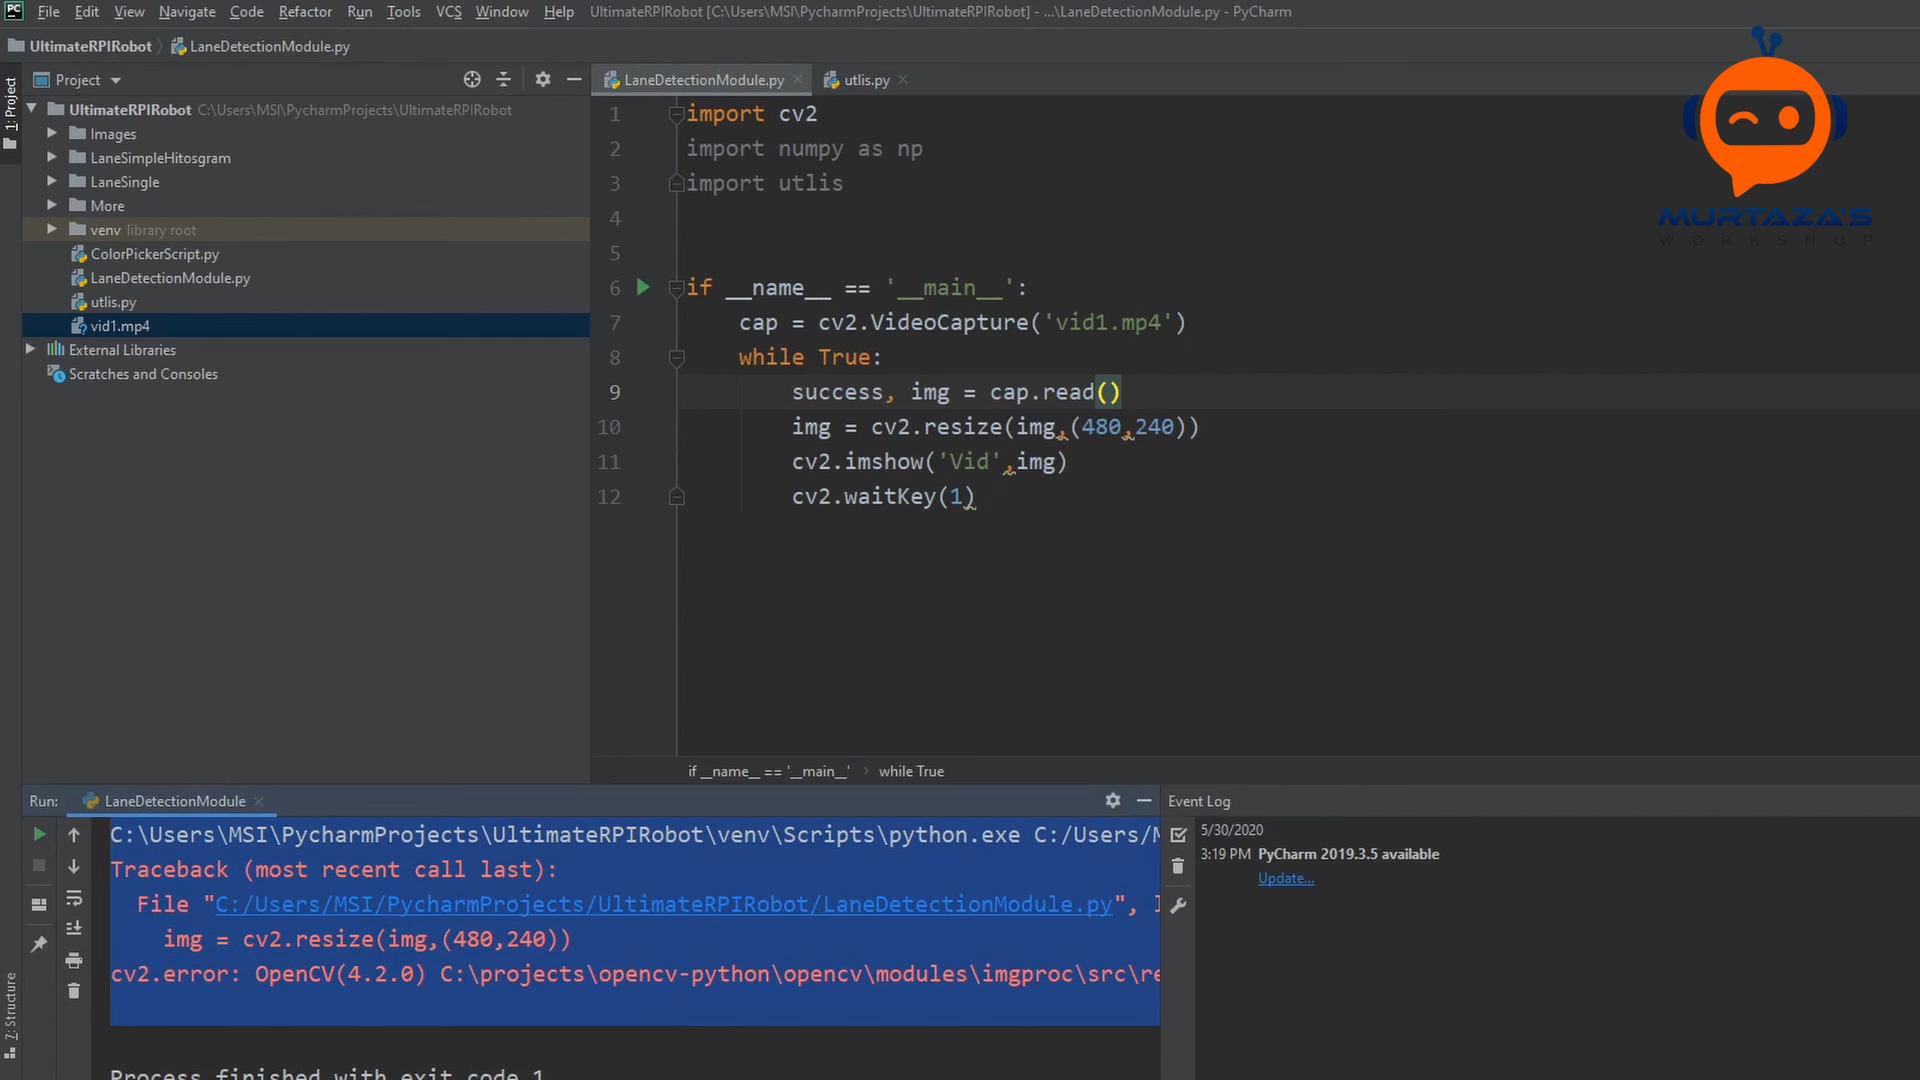 PC File Edit View Navigate Code Refactor Run Tools VCS Window Help UltimateRPIRobot [C:\Users\MSI\PycharmProjects\UltimateRPIRobot] - ...\LaneDetectionModule.py - PyCharm
UltimateRPIRobot LaneDetectionModule.py
1: Project
Project
LaneDetectionModule.py utlis.py
UltimateRPIRobot C:\Users\MSI\PycharmProjects\UltimateRPIRobot
Images
LaneSimpleHitosgram
LaneSingle
More
venv library root
ColorPickerScript.py
LaneDetectionModule.py
utlis.py
vid1.mp4
External Libraries
Scratches and Consoles
1 import cv2
2 import numpy as np
3 import utlis
4
5
6 if __name__ == '__main__':
7 cap = cv2.VideoCapture('vid1.mp4')
8 while True:
9 success, img = cap.read()
10 img = cv2.resize(img,(480,240))
11 cv2.imshow('Vid',img)
12 cv2.waitKey(1)
MURTAZA'S
WORKSHOP
if __name__ == '__main__' › while True
Run: LaneDetectionModule
C:\Users\MSI\PycharmProjects\UltimateRPIRobot\venv\Scripts\python.exe C:/Users/M
Traceback (most recent call last):
File "C:/Users/MSI/PycharmProjects/UltimateRPIRobot/LaneDetectionModule.py", l
img = cv2.resize(img,(480,240))
cv2.error: OpenCV(4.2.0) C:\projects\opencv-python\opencv\modules\imgproc\src\re
Process finished with exit code 1
Event Log
5/30/2020
3:19 PM PyCharm 2019.3.5 available
Update...
7: Structure